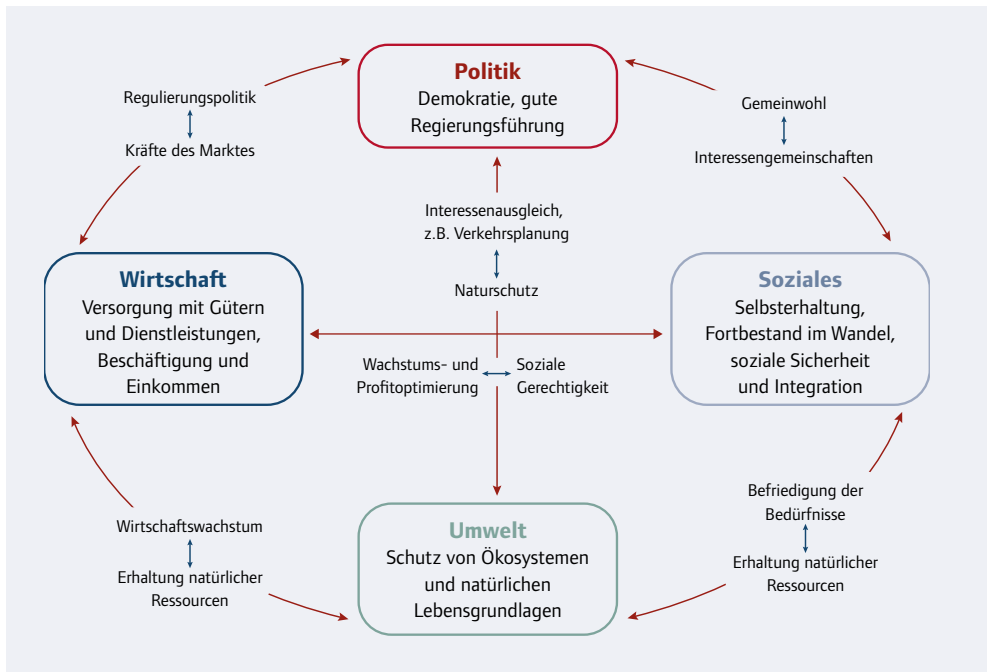 Politik
Demokratie, gute
Regierungsführung
Regulierungspolitik
Kräfte des Marktes
Gemeinwohl
Interessengemeinschaften
Interessenausgleich,
z.B. Verkehrsplanung
Naturschutz
Wirtschaft
Versorgung mit Gütern
und Dienstleistungen,
Beschäftigung und
Einkommen
Soziales
Selbsterhaltung,
Fortbestand im Wandel,
soziale Sicherheit
und Integration
Wachstums- und
Profitoptimierung
Soziale
Gerechtigkeit
Wirtschaftswachstum
Erhaltung natürlicher
Ressourcen
Umwelt
Schutz von Ökosystemen
und natürlichen
Lebensgrundlagen
Befriedigung der
Bedürfnisse
Erhaltung natürlicher
Ressourcen